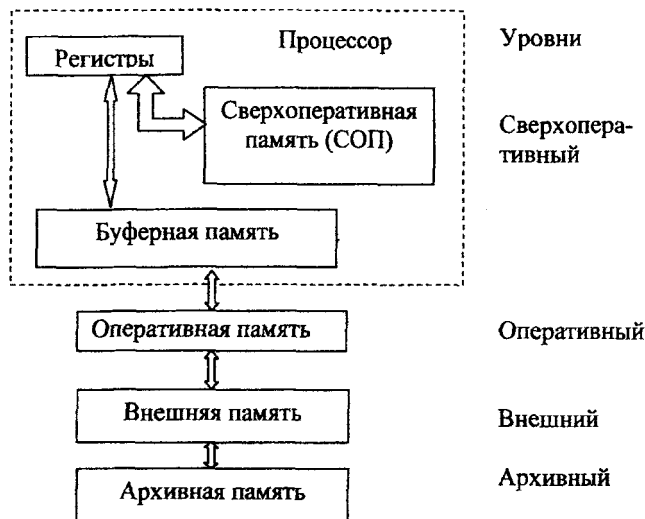 Процессор
Уровни
Регистры
Сверхоперативная
память (СОП)
Сверхопера-
тивный
Буферная память
Оперативная память
Оперативный
Внешняя память
Внешний
Архивная память
Архивный